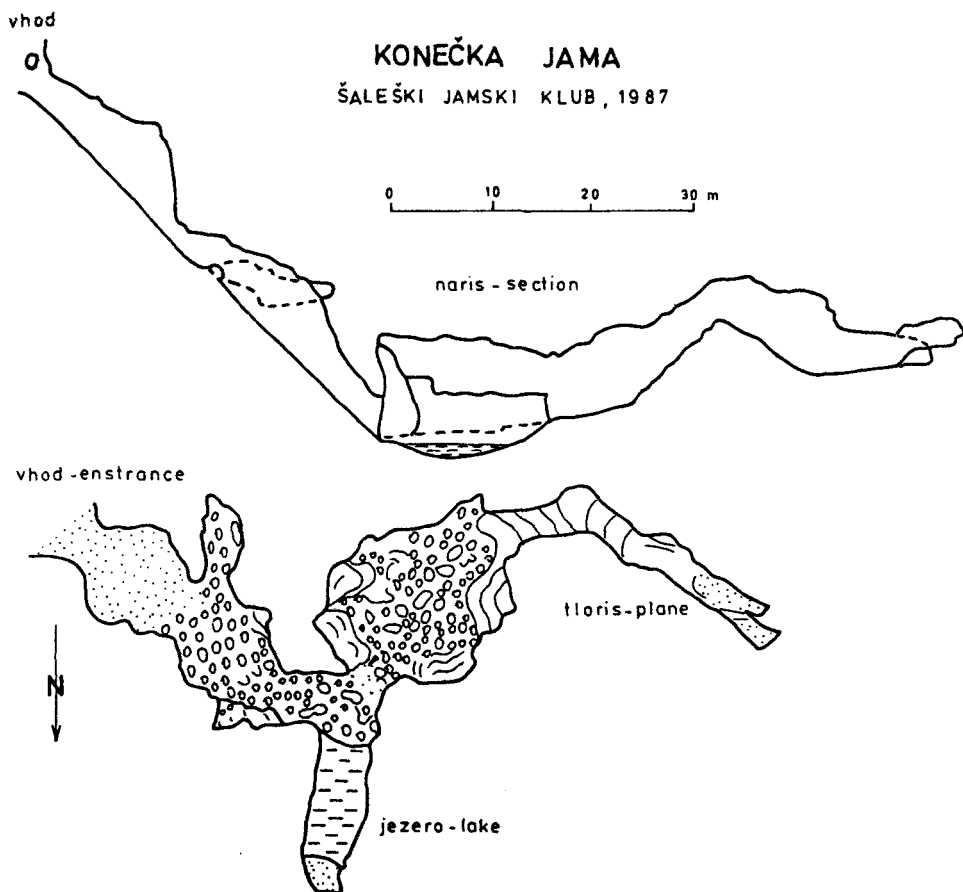 vhod
O
KONEČKA JAMA
ŠALEŠKI JAMSKI KLUB, 1987
0 10 20 30 m
naris - section
vhod - enstrance
tloris - plane
N
jezero - lake